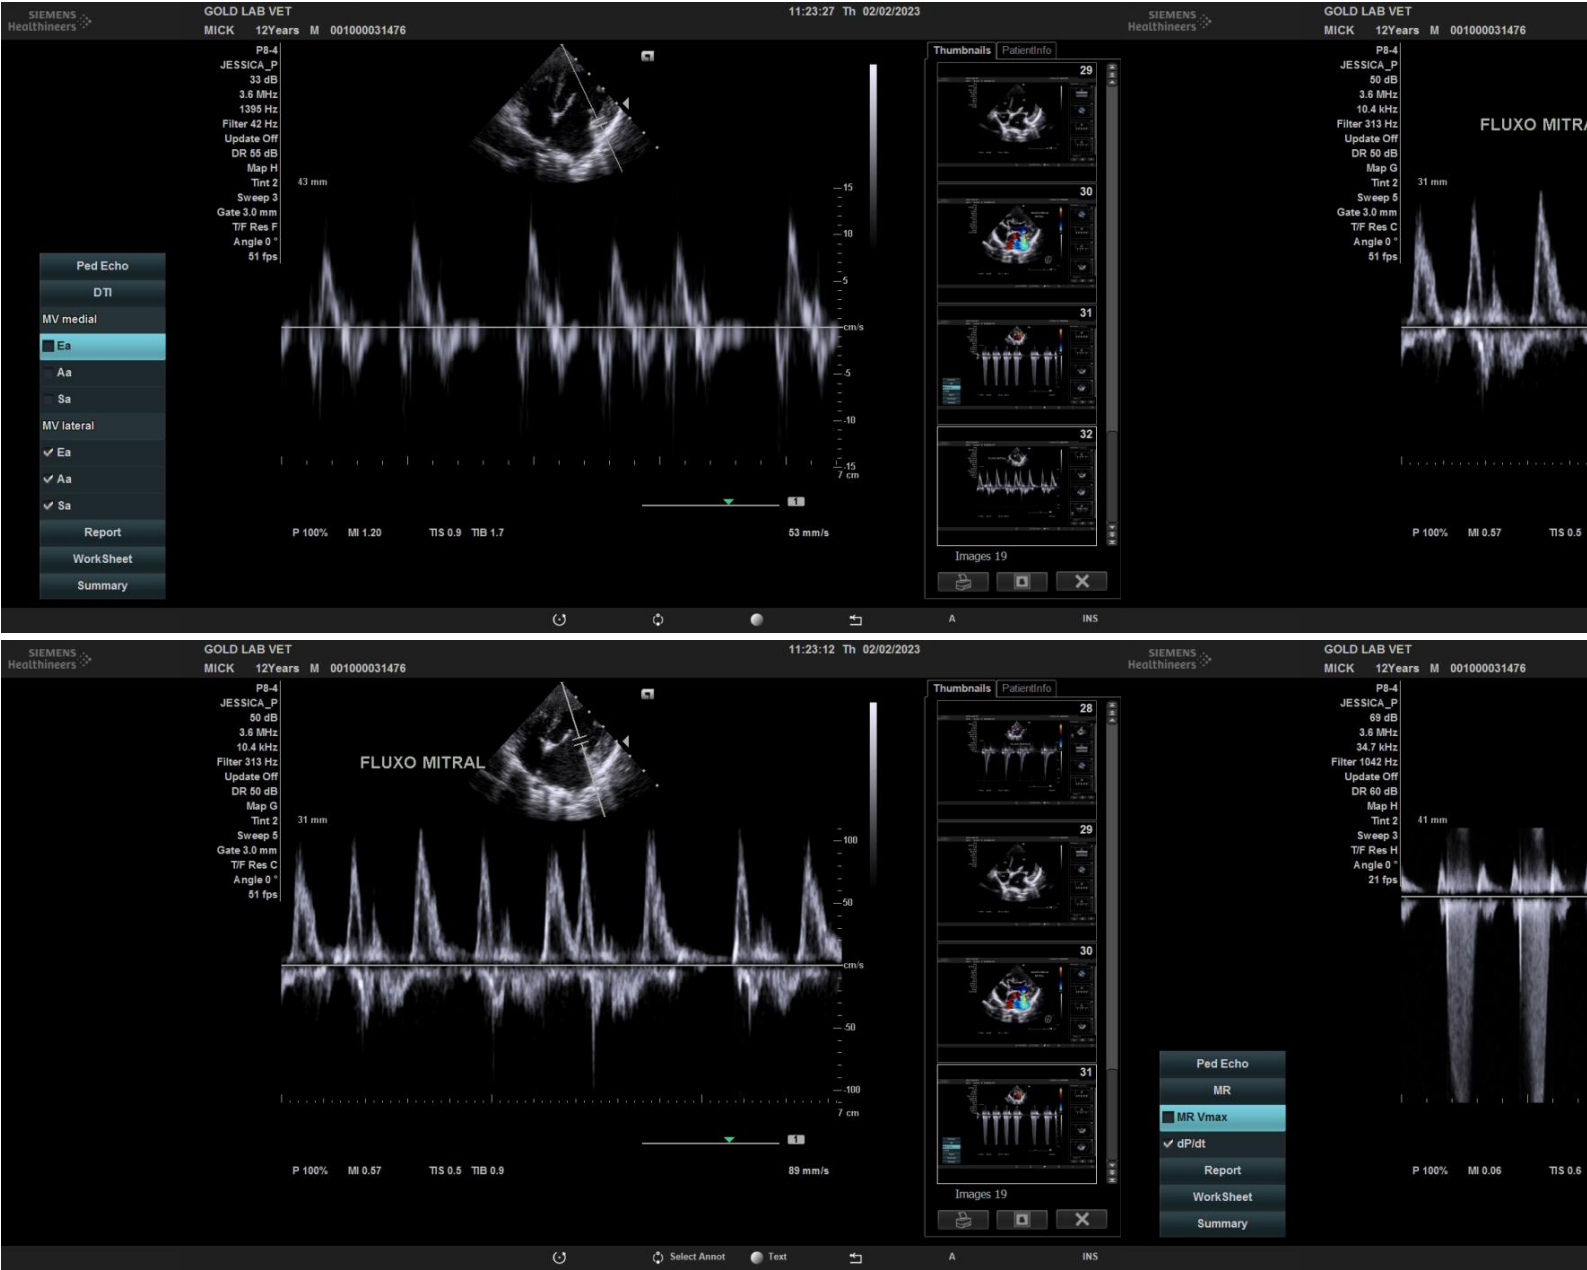 SIEMENS
Healthineers
GOLD LAB VET
11:23:27 Th 02/02/2023
MICK 12Years M 001000031476
P8-4
JESSICA_P
33 dB
3.6 MHz
1395 Hz
Filter 42 Hz
Update Off
DR 55 dB
Map H
Tint 2
Sweep 3
Gate 3.0 mm
T/F Res F
Angle 0 °
51 fps
43 mm
15
10
5
cm/s
-5
-10
-15
7 cm
1
P 100% MI 1.20 TIS 0.9 TIB 1.7
53 mm/s
Ped Echo
DTI
MV medial
Ea
Aa
Sa
MV lateral
Ea
Aa
Sa
Report
WorkSheet
Summary
Thumbnails PatientInfo
29
30
31
32
Images 19
A INS
SIEMENS
Healthineers
GOLD LAB VET
MICK 12Years M 001000031476
P8-4
JESSICA_P
50 dB
3.6 MHz
10.4 kHz
Filter 313 Hz
Update Off
DR 50 dB
Map G
Tint 2
Sweep 5
Gate 3.0 mm
T/F Res C
Angle 0 °
51 fps
31 mm
FLUXO MITRA
P 100% MI 0.57 TIS 0.5
SIEMENS
Healthineers
GOLD LAB VET
11:23:12 Th 02/02/2023
MICK 12Years M 001000031476
P8-4
JESSICA_P
50 dB
3.6 MHz
10.4 kHz
Filter 313 Hz
Update Off
DR 50 dB
Map G
Tint 2
Sweep 5
Gate 3.0 mm
T/F Res C
Angle 0 °
51 fps
31 mm
FLUXO MITRAL
100
50
cm/s
-50
-100
7 cm
1
P 100% MI 0.57 TIS 0.5 TIB 0.9
89 mm/s
Thumbnails PatientInfo
28
29
30
31
Images 19
Select Annot Text A INS
SIEMENS
Healthineers
GOLD LAB VET
MICK 12Years M 001000031476
P8-4
JESSICA_P
69 dB
3.6 MHz
34.7 kHz
Filter 1042 Hz
Update Off
DR 60 dB
Map H
Tint 2
Sweep 3
T/F Res H
Angle 0 °
21 fps
41 mm
Ped Echo
MR
MR Vmax
dP/dt
Report
WorkSheet
Summary
P 100% MI 0.06 TIS 0.6